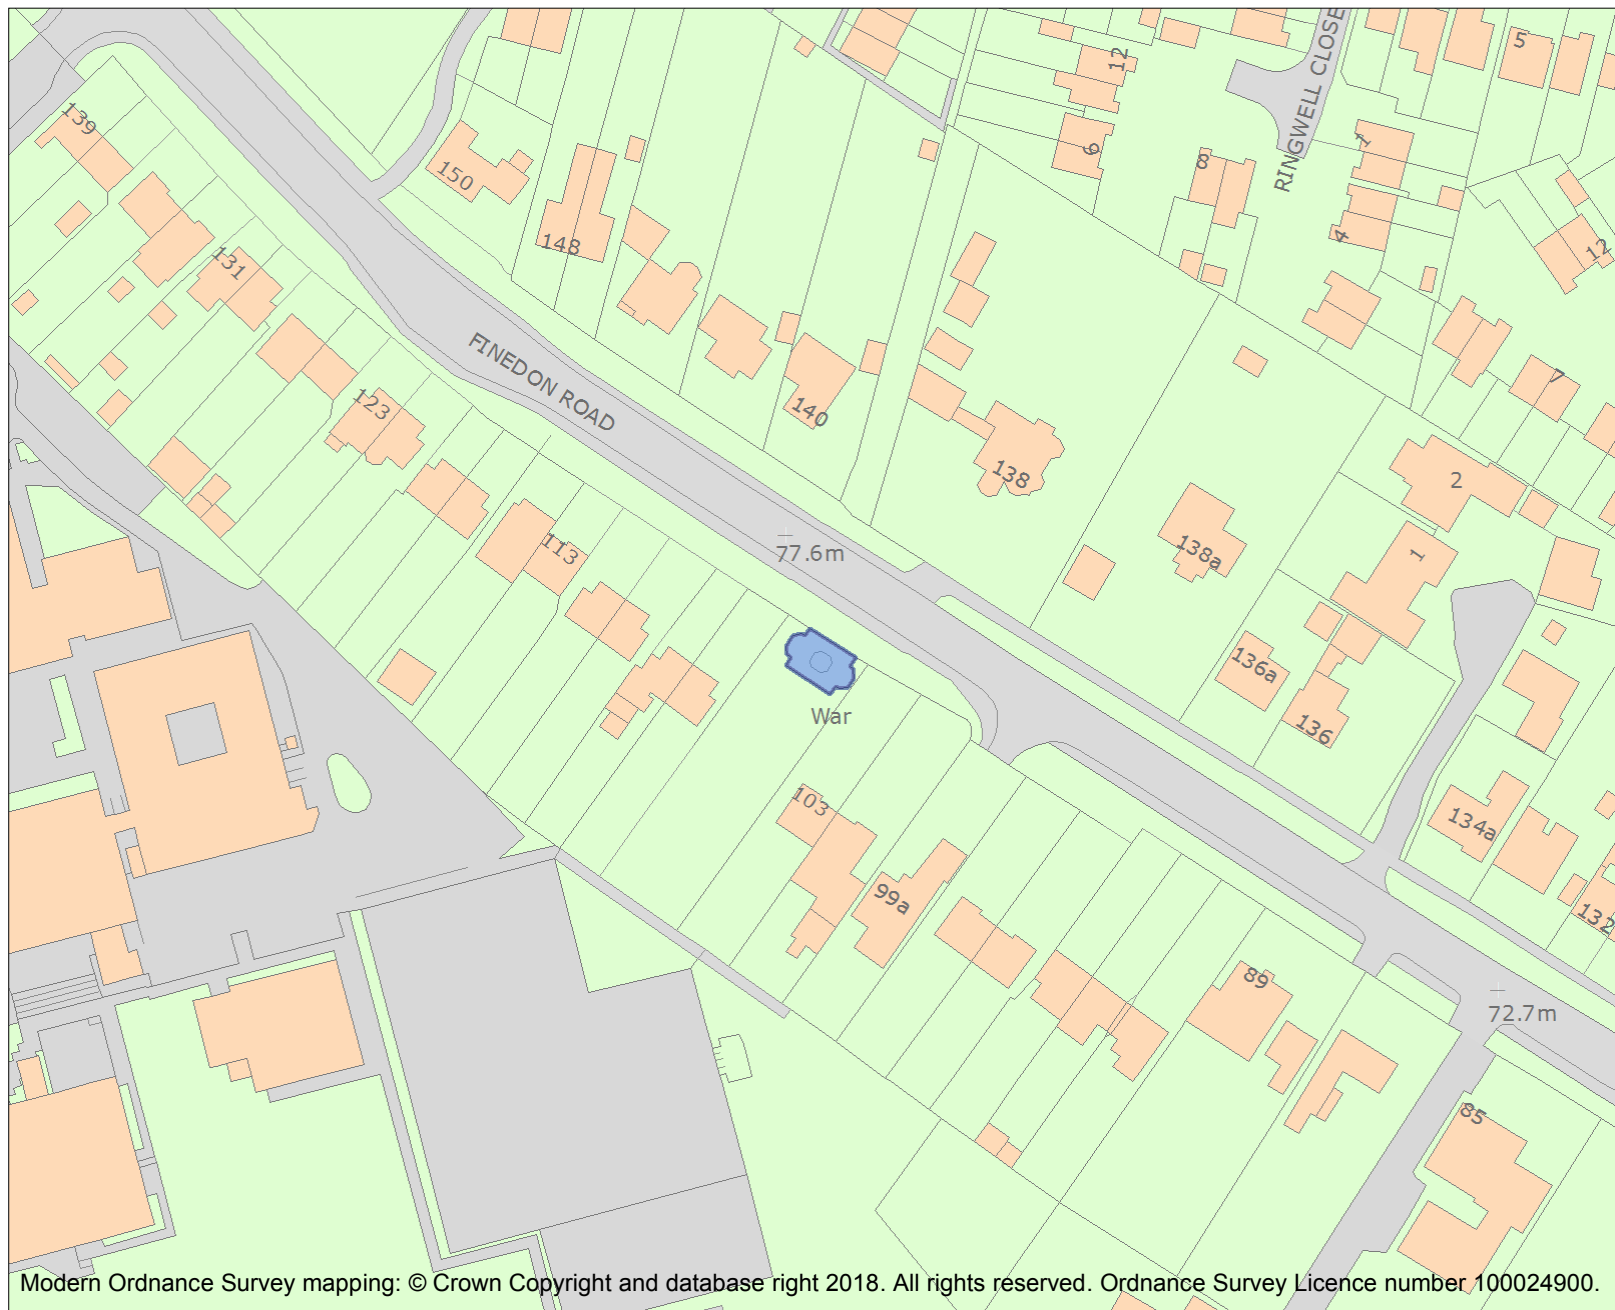 RINGWELL CLOSE
12
5
139
9
1
8
150
148
4
12
131
FINEDON ROAD
7
123
140
138
2
113
77.6m
138a
1
136a
War
136
103
134a
99a
132
89
72.7m
85
Modern Ordnance Survey mapping: © Crown Copyright and database right 2018. All rights reserved. Ordnance Survey Licence number 100024900.